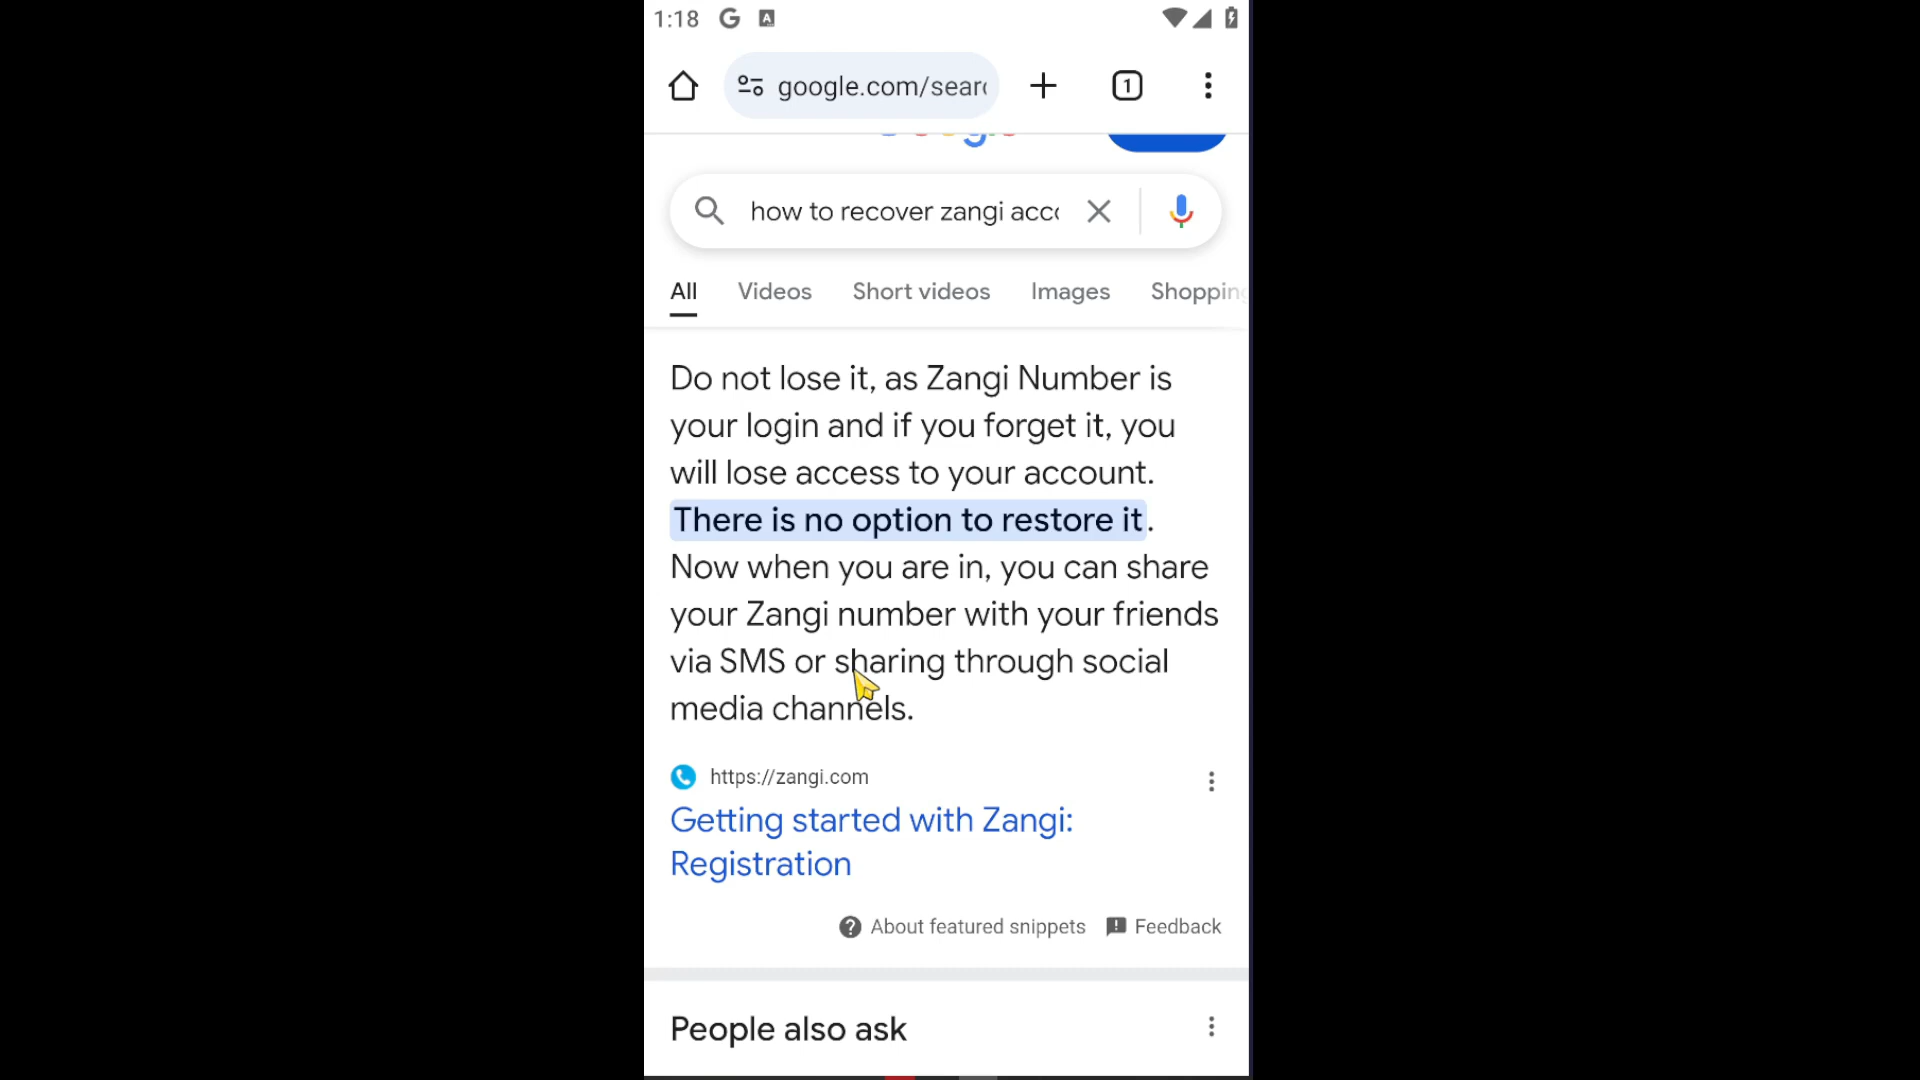 1:18
google.com/sear
how to recover zangi acc
All Videos Short videos Images Shopping
Do not lose it, as Zangi Number is
your login and if you forget it, you
will lose access to your account.
There is no option to restore it.
Now when you are in, you can share
your Zangi number with your friends
via SMS or sharing through social
media channels.
https://zangi.com
Getting started with Zangi:
Registration
About featured snippets Feedback
People also ask